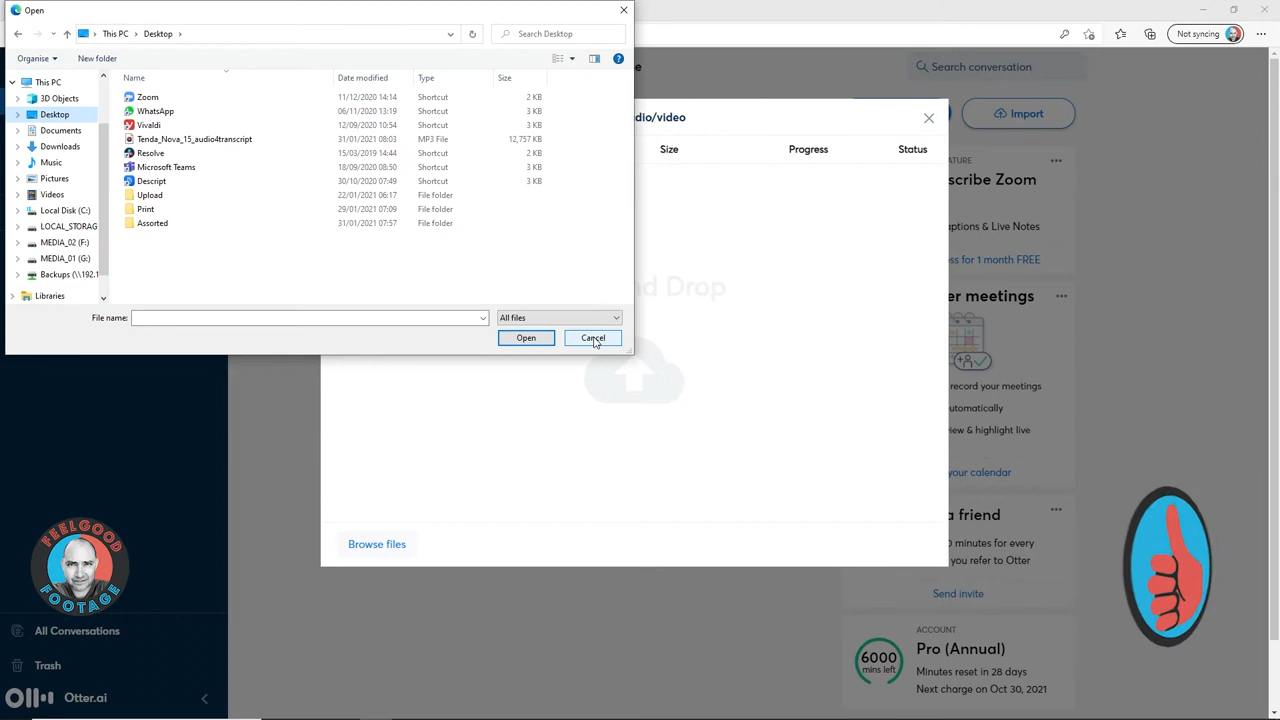 Open
Not syncing
This PC
Desktop
Search Desktop
Organise
New folder
Name
Date modified
Type
Size
This PC
3D Objects
Desktop
Documents
Downloads
Music
Pictures
Videos
Local Disk (C:)
LOCAL_STORAG
MEDIA_02 (F:)
MEDIA_01 (G:)
Backups (\\192.1
Libraries
Zoom 11/12/2020 14:14 Shortcut 2 KB
WhatsApp 06/11/2020 13:19 Shortcut 3 KB
Vivaldi 12/09/2020 10:54 Shortcut 3 KB
Tenda_Nova_15_audio4transcript 31/01/2021 08:03 MP3 File 12,757 KB
Resolve 15/03/2019 14:44 Shortcut 2 KB
Microsoft Teams 18/09/2020 08:50 Shortcut 3 KB
Descript 30/10/2020 07:49 Shortcut 3 KB
Upload 22/01/2021 06:17 File folder
Print 29/01/2021 07:09 File folder
Assorted 31/01/2021 07:57 File folder
File name:
All files
Open
Cancel
Search conversation
dio/video
Import
Size
Progress
Status
nd Drop
Browse files
ATURE
scribe Zoom
aptions & Live Notes
ess for 1 month FREE
er meetings
record your meetings
utomatically
iew & highlight live
your calendar
a friend
0 minutes for every
you refer to Otter
Send invite
ACCOUNT
6000
mins left
Pro (Annual)
Minutes reset in 28 days
Next charge on Oct 30, 2021
FEELGOOD
FOOTAGE
All Conversations
Trash
Otter.ai